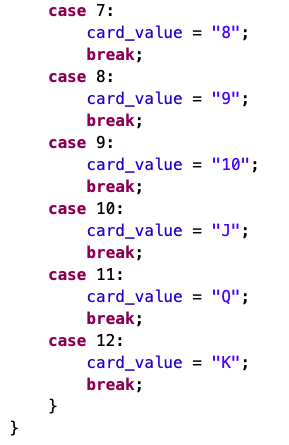 case 7:
card_value = "8";
break;
case 8:
card_value = "9";
break;
case 9:
card_value = "10";
break;
case 10:
card_value = "J";
break;
case 11:
card_value = "Q";
break;
case 12:
card_value = "K";
break;
}
}